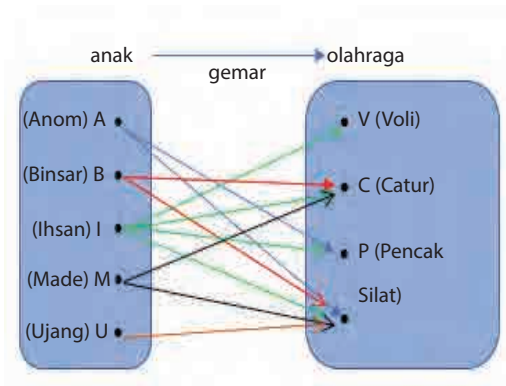 anak
olahraga
gemar
(Anom) A
(Binsar) B
(Ihsan) I
(Made) M
(Ujang) U
V (Voli)
C (Catur)
P (Pencak
Silat)